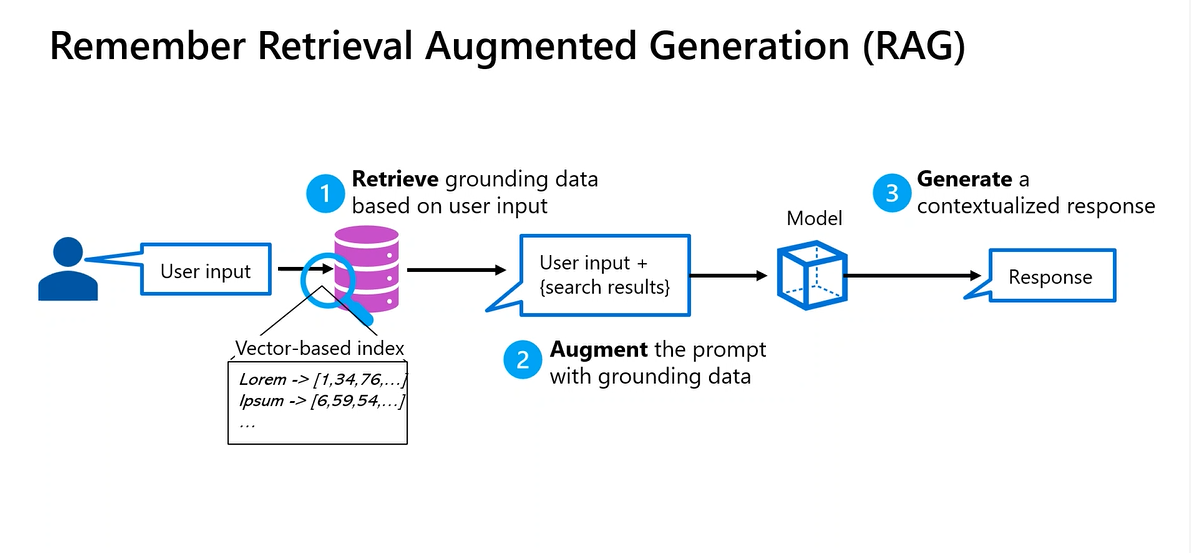 Remember Retrieval Augmented Generation (RAG)
1
Retrieve grounding data
based on user input
User input
Vector-based index
Lorem -> [1,34,76,...]
Ipsum -> [6,59,54,...]
...
User input +
{search results}
2
Augment the prompt
with grounding data
Model
3
Generate a
contextualized response
Response